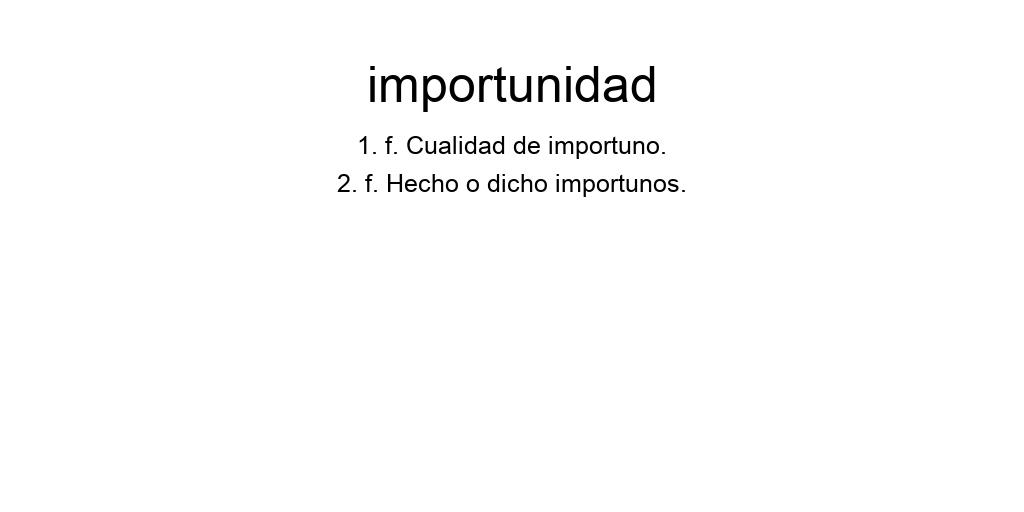 importunidad
1. f. Cualidad de importuno.
2. f. Hecho o dicho importunos.